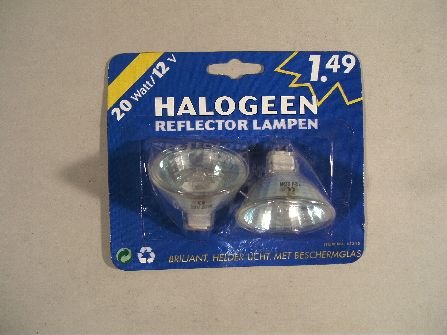 20 Watt/12 V
1.49
HALOGEEN
REFLECTOR LAMPEN
BRILJANT, HELDER LICHT, MET BESCHERMGLAS